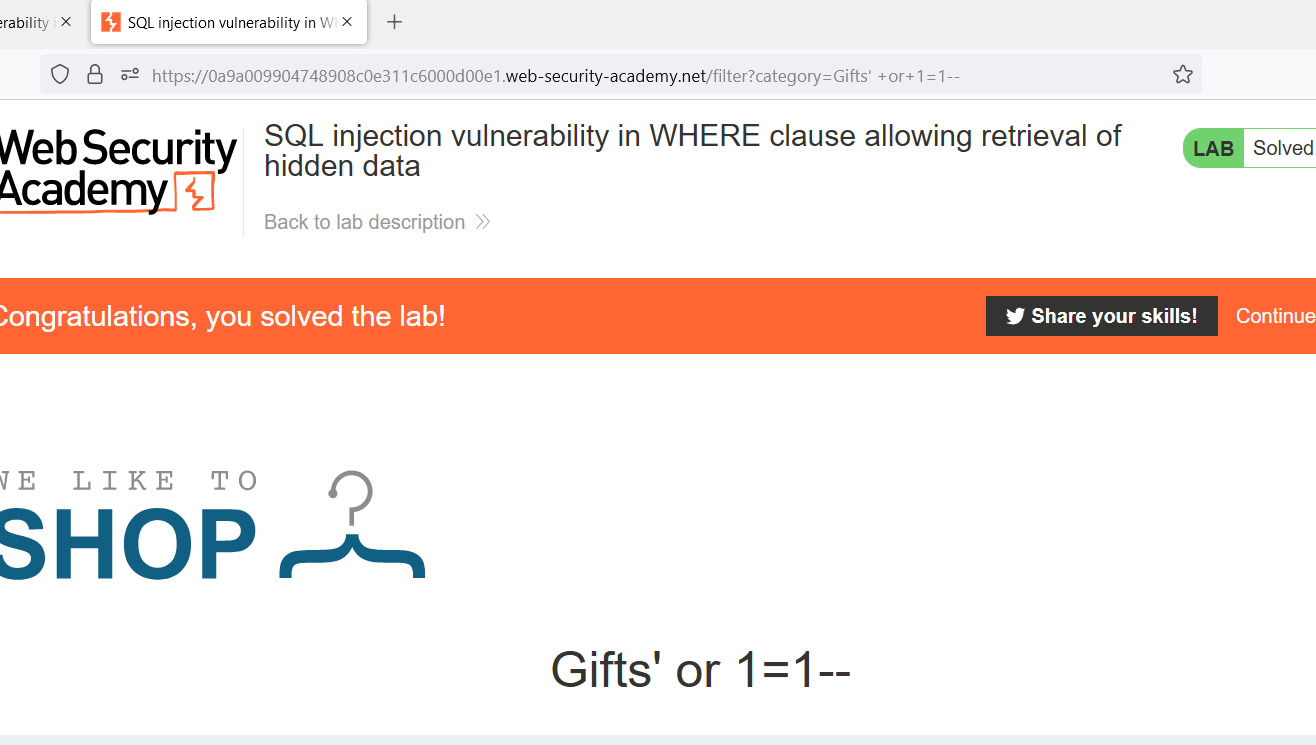 erability i
SQL injection vulnerability in WH
https://0a9a009904748908c0e311c6000d00e1.web-security-academy.net/filter?category=Gifts' +or+1=1--
Web Security
Academy
SQL injection vulnerability in WHERE clause allowing retrieval of
hidden data
LAB Solved
Back to lab description
Congratulations, you solved the lab!
Share your skills!
Continue
WE LIKE TO
SHOP
Gifts' or 1=1--